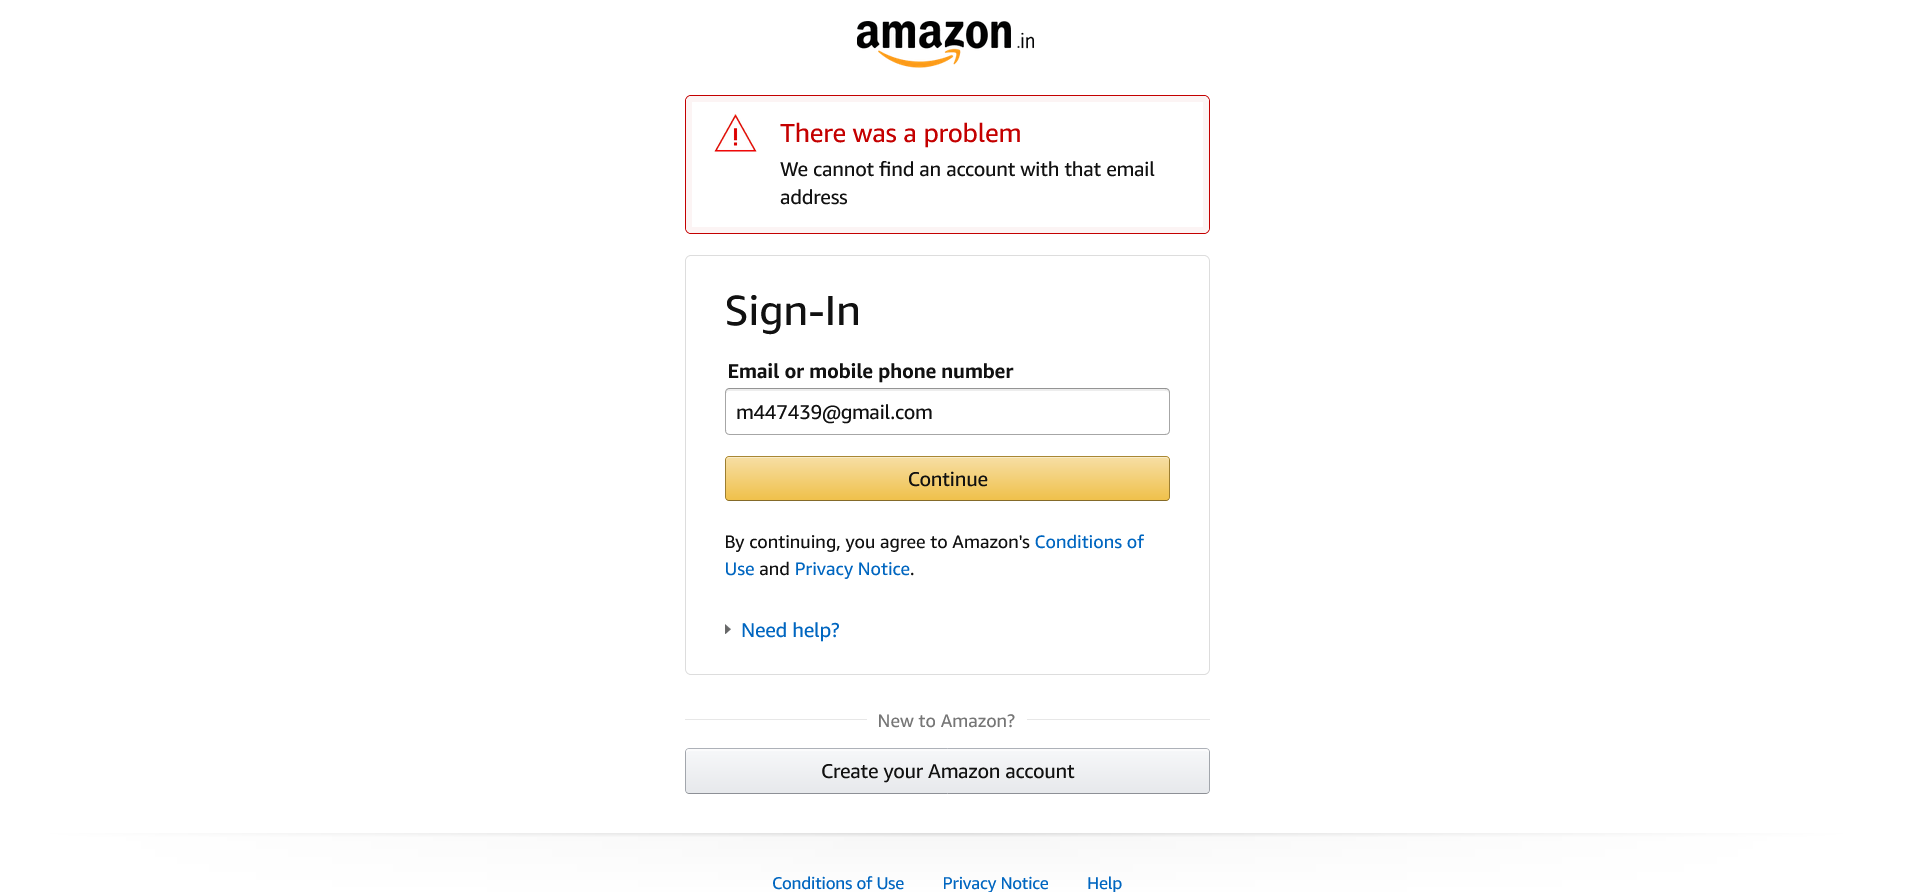 amazon.in
There was a problem
We cannot find an account with that email
address
Sign-In
Email or mobile phone number
m447439@gmail.com
Continue
By continuing, you agree to Amazon's Conditions of
Use and Privacy Notice.
Need help?
New to Amazon?
Create your Amazon account
Conditions of Use Privacy Notice Help